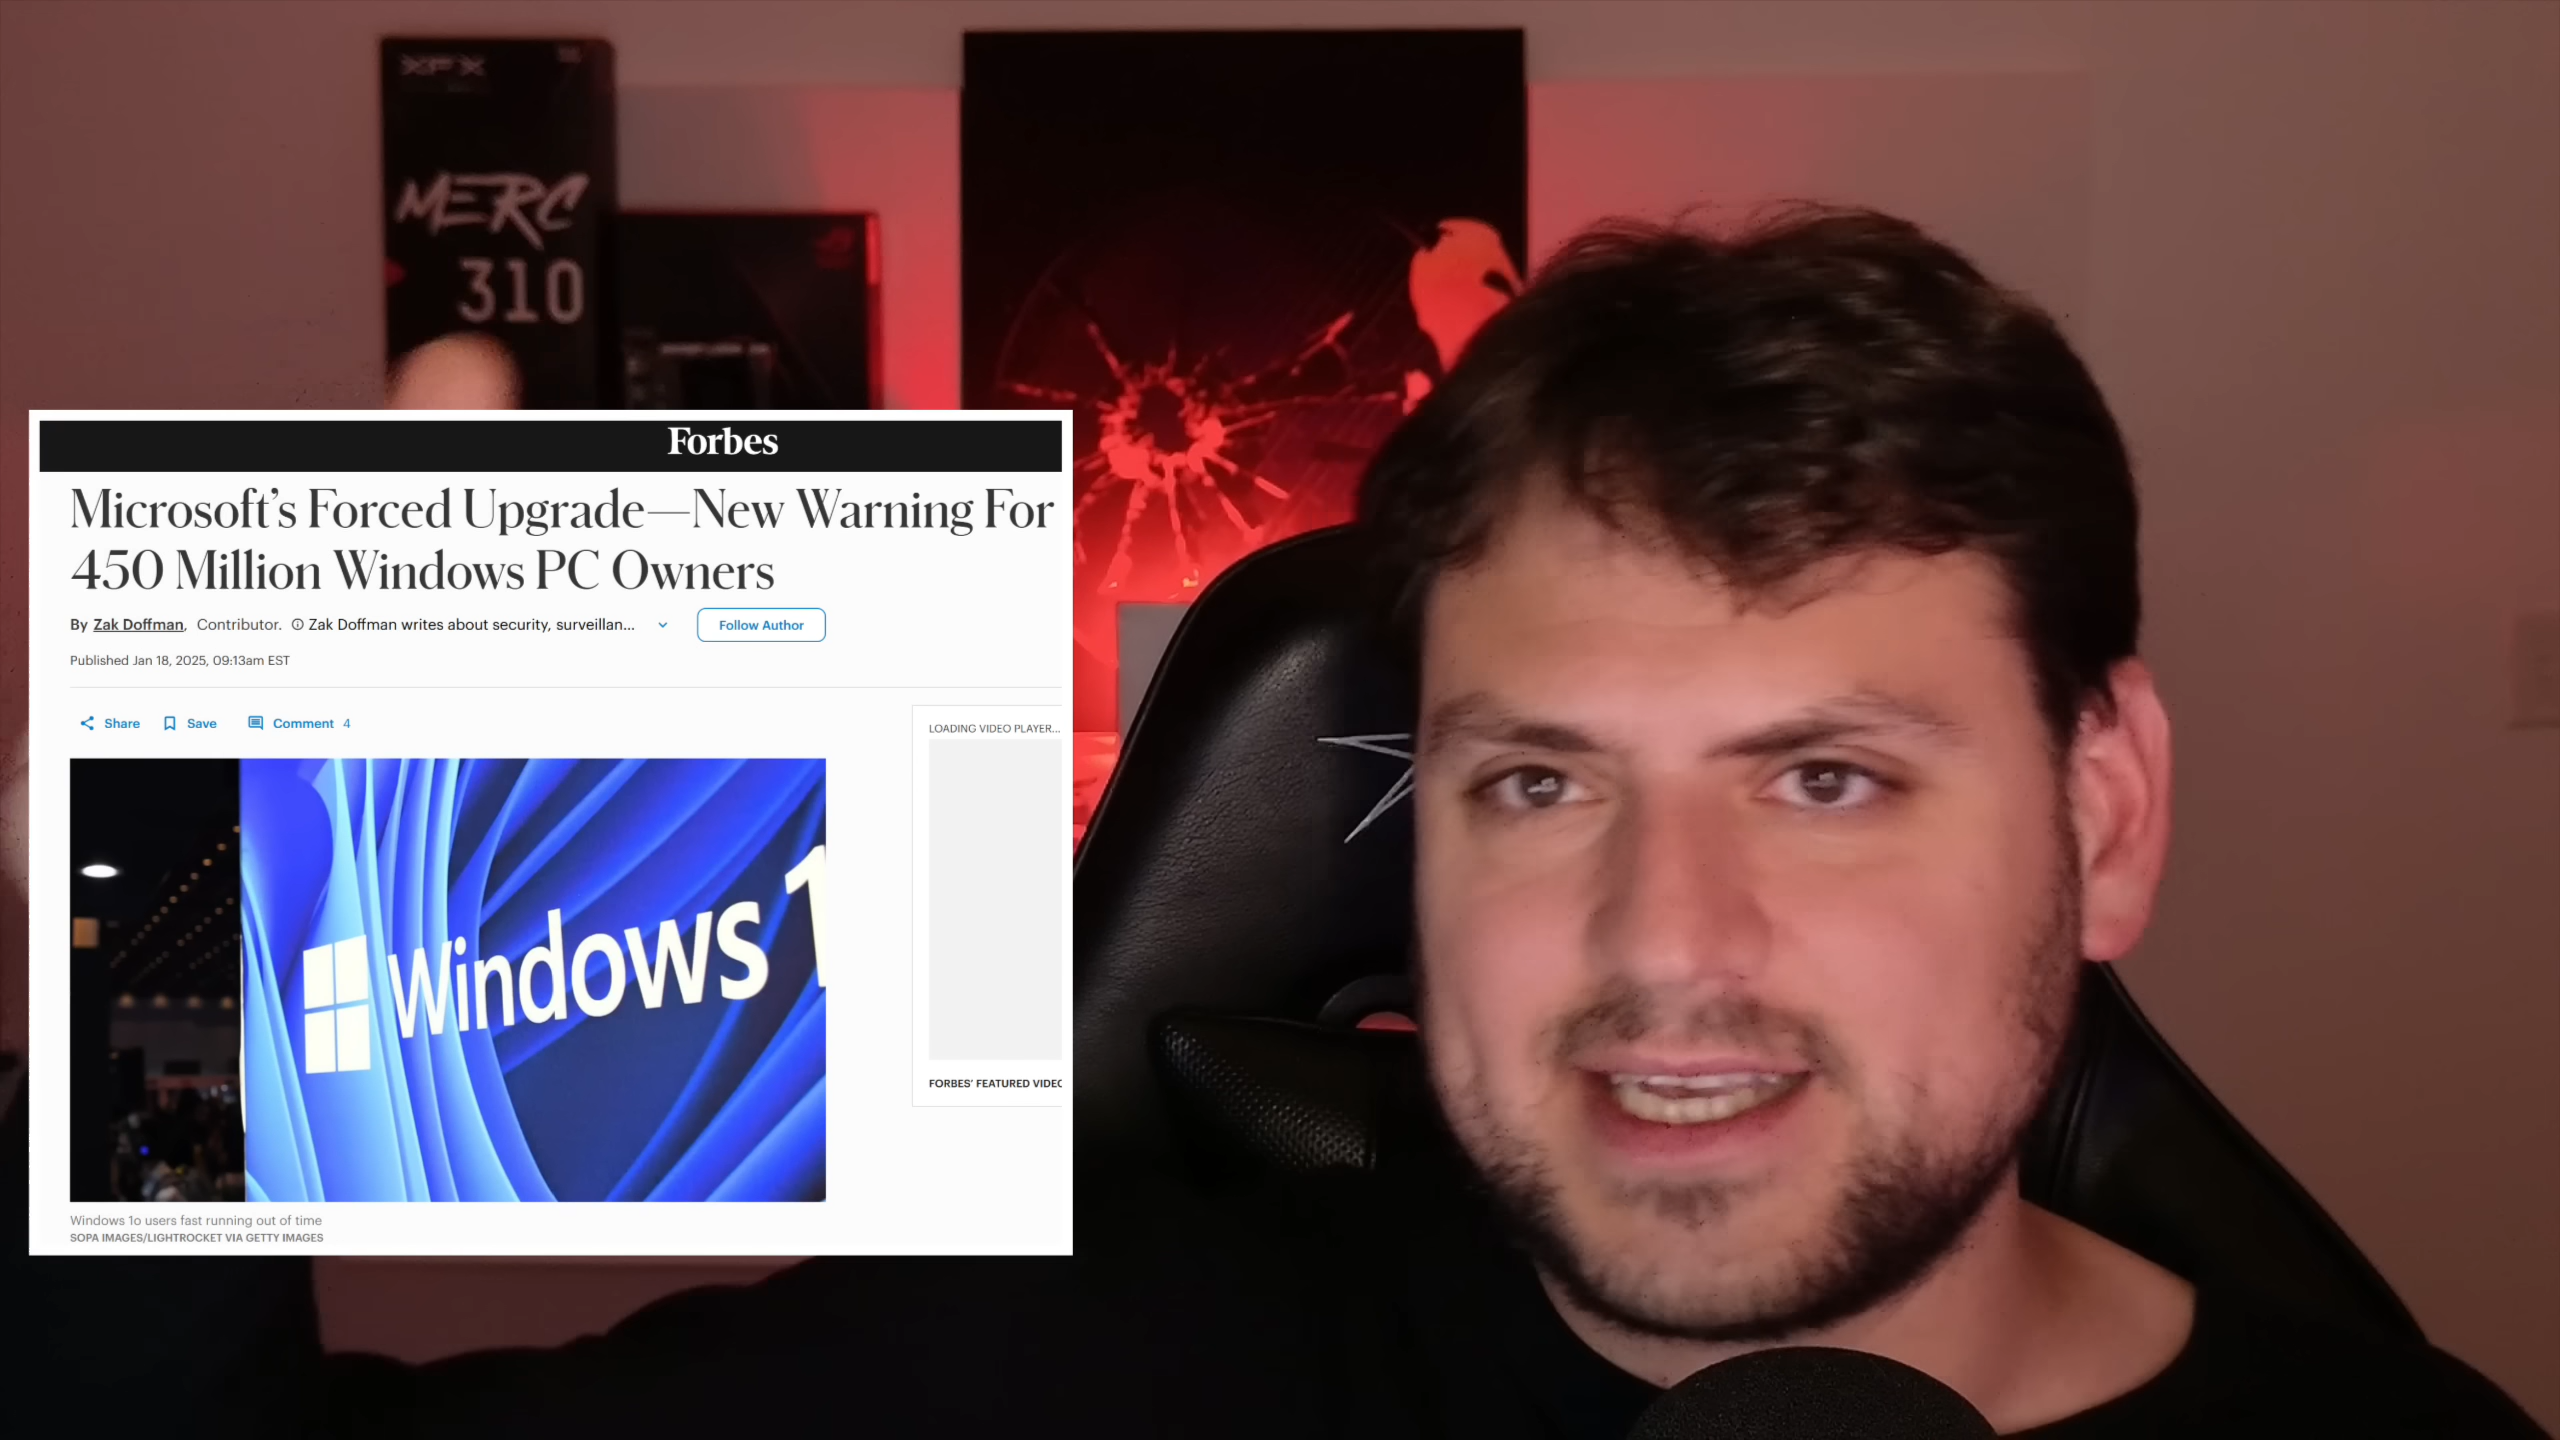 XFX
MERC
310
Forbes
Microsoft's Forced Upgrade—New Warning For
450 Million Windows PC Owners
By Zak Doffman, Contributor. Zak Doffman writes about security, surveillan...
Follow Author
Published Jan 18, 2025, 09:13am EST
Share Save Comment 4
LOADING VIDEO PLAYER...
Windows 1
FORBES' FEATURED VIDEO
Windows 1o users fast running out of time
SOPA IMAGES/LIGHTROCKET VIA GETTY IMAGES